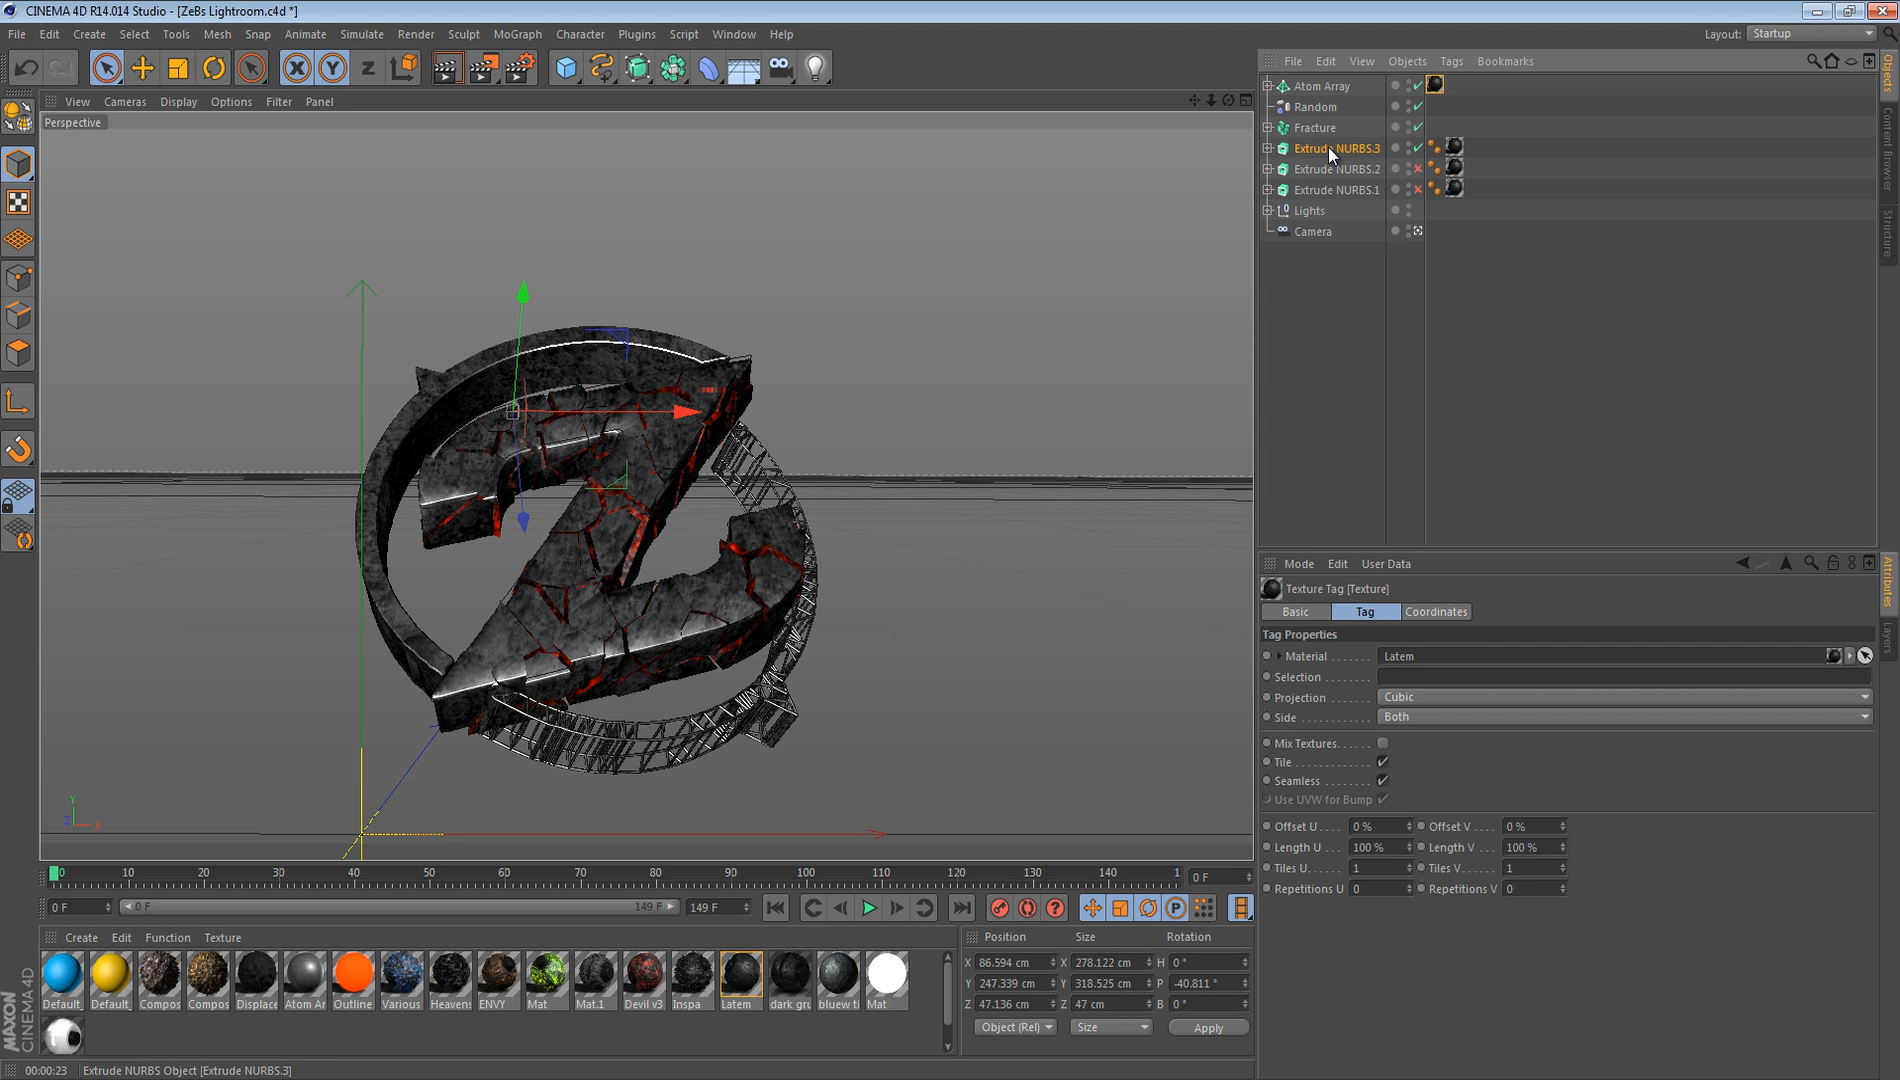 CINEMA 4D R14.014 Studio - [ZeBs Lightroom.c4d *]
File Edit Create Select Tools Mesh Snap Animate Simulate Render Sculpt MoGraph Character Plugins Script Window Help
Layout: Startup
X Y Z
View Cameras Display Options Filter Panel
Perspective
File Edit View Objects Tags Bookmarks
Atom Array
Random
Fracture
Extrude NURBS.3
Extrude NURBS.2
Extrude NURBS.1
Lights
Camera
Objects
Content Browser
Structure
Mode Edit User Data
Texture Tag [Texture]
Basic Tag Coordinates
Tag Properties
Material Latem
Selection
Projection Cubic
Side Both
Mix Textures
Tile
Seamless
Use UVW for Bump
Offset U 0 % Offset V 0 %
Length U 100 % Length V 100 %
Tiles U 1 Tiles V 1
Repetitions U 0 Repetitions V 0
Attributes
Layers
Y
Z X
0 10 20 30 40 50 60 70 80 90 100 110 120 130 140 1 0 F
0 F 0 F 149 F 149 F
Create Edit Function Texture
Default Default Compos Compos Displace Atom Ar Outline Various Heavens ENVY Mat Mat.1 Devil v3 Inspa Latem dark gru bluew ti Mat
Position Size Rotation
X 86.594 cm X 278.122 cm H 0 °
Y 247.339 cm Y 318.525 cm P -40.811 °
Z 47.136 cm Z 47 cm B 0 °
Object (Rel) Size Apply
MAXON
CINEMA 4D
00:00:23 Extrude NURBS Object [Extrude NURBS.3]